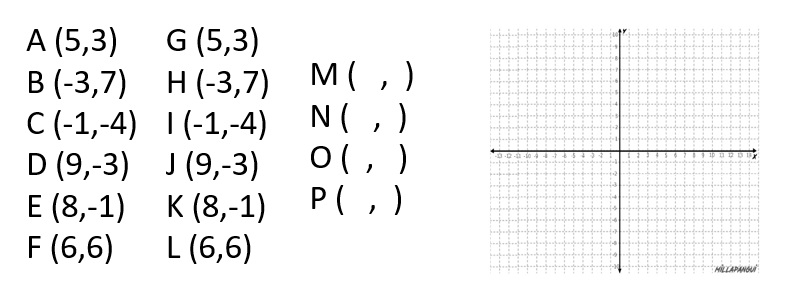 A (5,3)
B (-3,7)
C (-1,-4)
D (9,-3)
E (8,-1)
F (6,6)
G (5,3)
H (-3,7)
I (-1,-4)
J (9,-3)
K (8,-1)
L (6,6)
M (  ,  )
N (  ,  )
O (  ,  )
P (  ,  )
Y
X
MILLAPANGUI